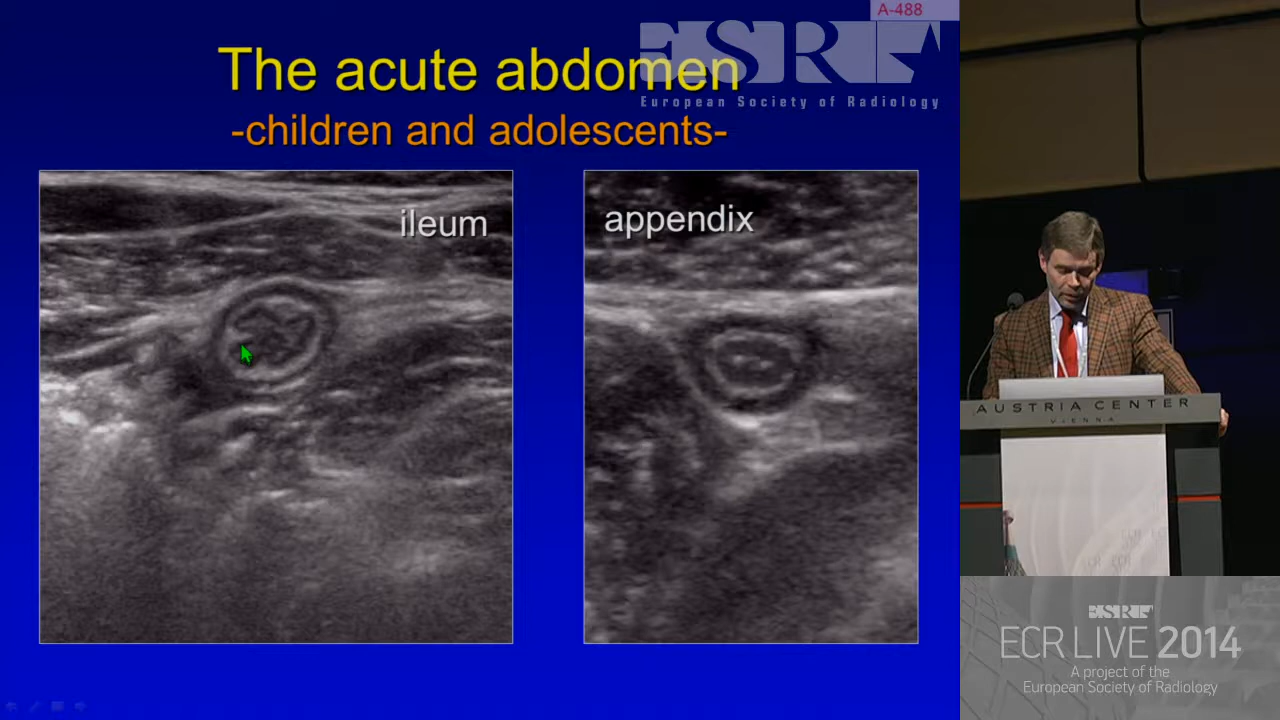 A-488
ESR
European Society of Radiology
The acute abdomen
-children and adolescents-
ileum
appendix
AUSTRIA CENTER
VIENNA
ESR
ECR LIVE 2014
A project of the
European Society of Radiology